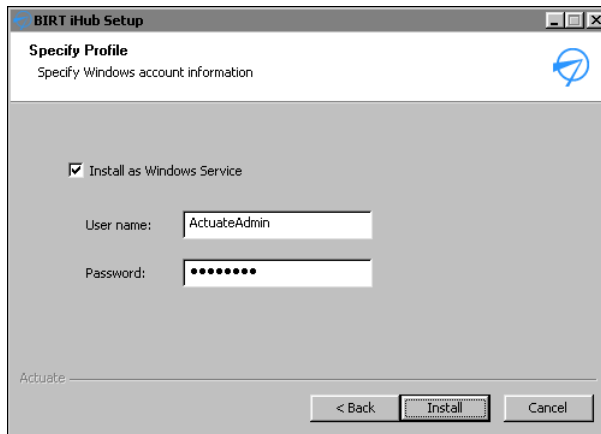 BIRT iHub Setup
Specify Profile
Specify Windows account information
Install as Windows Service
User name: ActuateAdmin
Password: ●●●●●●●●
Actuate
< Back Install Cancel